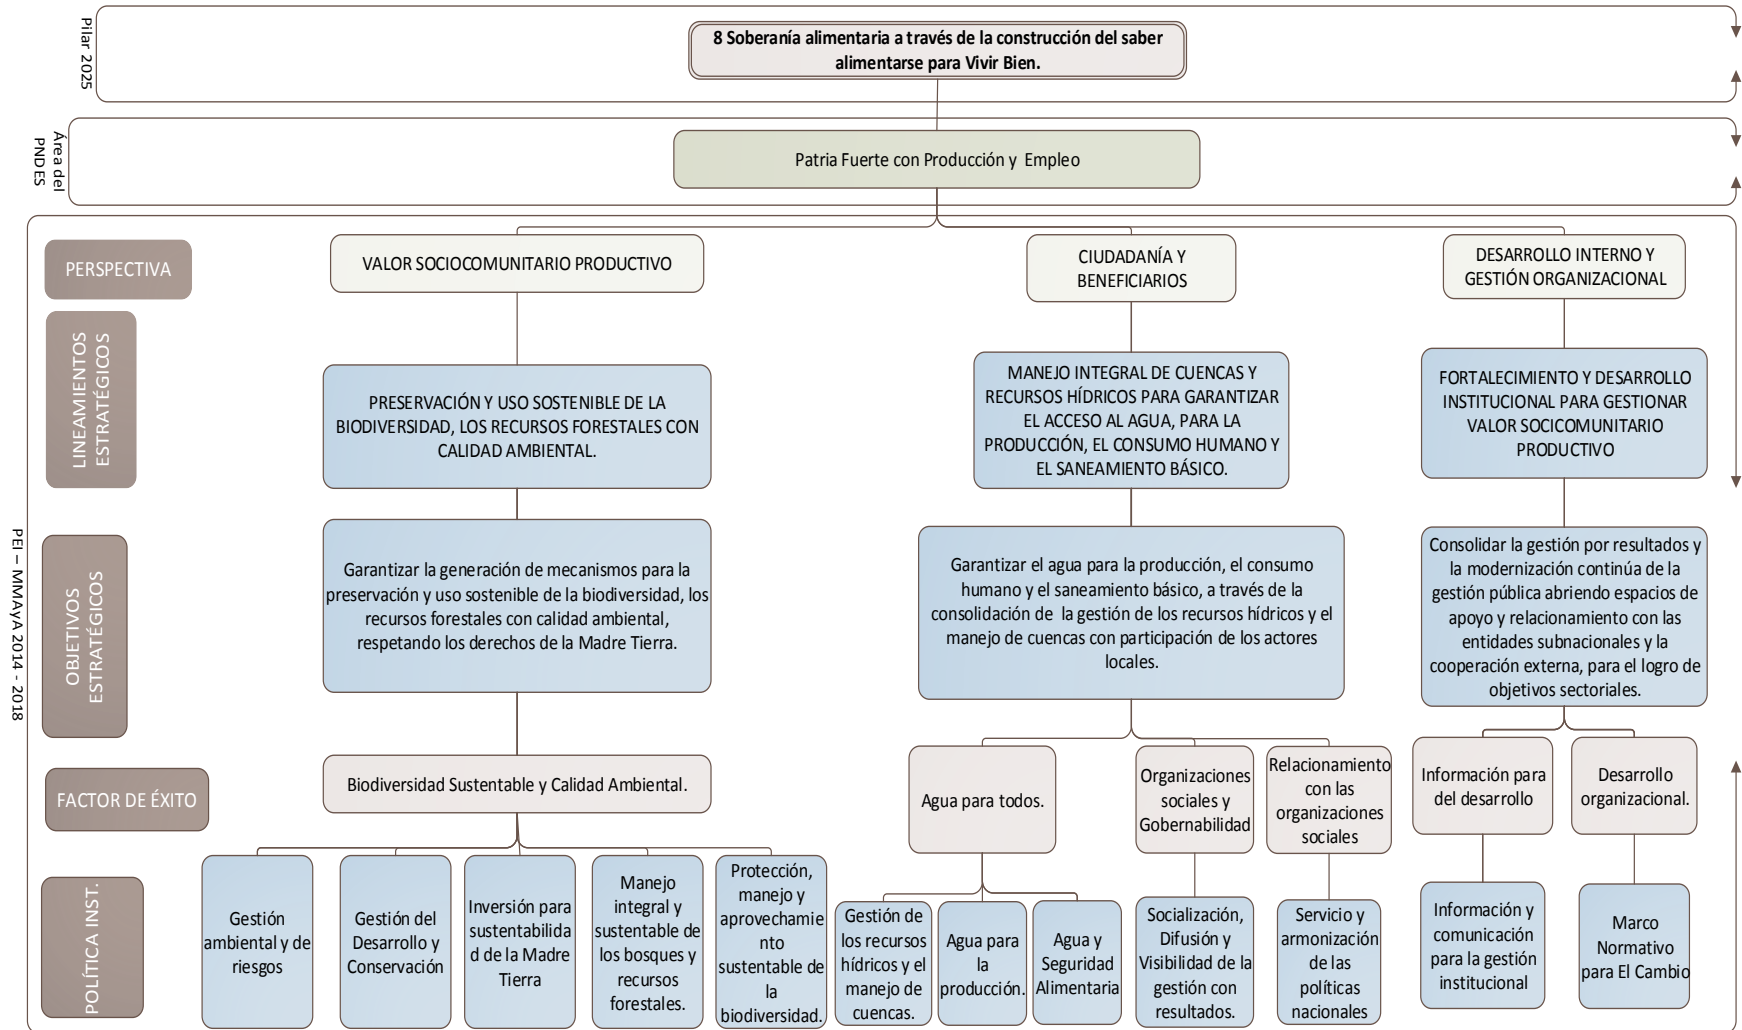 Pilar 2025
8 Soberanía alimentaria a través de la construcción del saber
alimentarse para Vivir Bien.
Área del
PNDES
Patria Fuerte con Producción y Empleo
PEI – MMAyA 2014 - 2018
PERSPECTIVA
VALOR SOCIOCOMUNITARIO PRODUCTIVO
CIUDADANÍA Y
BENEFICIARIOS
DESARROLLO INTERNO Y
GESTIÓN ORGANIZACIONAL
LINEAMIENTOS
ESTRATÉGICOS
PRESERVACIÓN Y USO SOSTENIBLE DE LA
BIODIVERSIDAD, LOS RECURSOS FORESTALES CON
CALIDAD AMBIENTAL.
MANEJO INTEGRAL DE CUENCAS Y
RECURSOS HÍDRICOS PARA GARANTIZAR
EL ACCESO AL AGUA, PARA LA
PRODUCCIÓN, EL CONSUMO HUMANO Y
EL SANEAMIENTO BÁSICO.
FORTALECIMIENTO Y DESARROLLO
INSTITUCIONAL PARA GESTIONAR
VALOR SOCICOMUNITARIO
PRODUCTIVO
OBJETIVOS
ESTRATÉGICOS
Garantizar la generación de mecanismos para la
preservación y uso sostenible de la biodiversidad, los
recursos forestales con calidad ambiental,
respetando los derechos de la Madre Tierra.
Garantizar el agua para la producción, el consumo
humano y el saneamiento básico, a través de la
consolidación de la gestión de los recursos hídricos y el
manejo de cuencas con participación de los actores
locales.
Consolidar la gestión por resultados y
la modernización continúa de la
gestión pública abriendo espacios de
apoyo y relacionamiento con las
entidades subnacionales y la
cooperación externa, para el logro de
objetivos sectoriales.
FACTOR DE ÉXITO
Biodiversidad Sustentable y Calidad Ambiental.
Agua para todos.
Organizaciones
sociales y
Gobernabilidad
Relacionamiento
con las
organizaciones
sociales
Información para
del desarrollo
Desarrollo
organizacional.
POLÍTICA INST.
Gestión
ambiental y de
riesgos
Gestión del
Desarrollo y
Conservación
Inversión para
sustentabilida
d de la Madre
Tierra
Manejo
integral y
sustentable de
los bosques y
recursos
forestales.
Protección,
manejo y
aprovechamie
nto
sustentable de
la
biodiversidad.
Gestión de
los recursos
hídricos y el
manejo de
cuencas.
Agua para
la
producción.
Agua y
Seguridad
Alimentaria
Socialización,
Difusión y
Visibilidad de la
gestión con
resultados.
Servicio y
armonización
de las
políticas
nacionales
Información y
comunicación
para la gestión
institucional
Marco
Normativo
para El Cambio